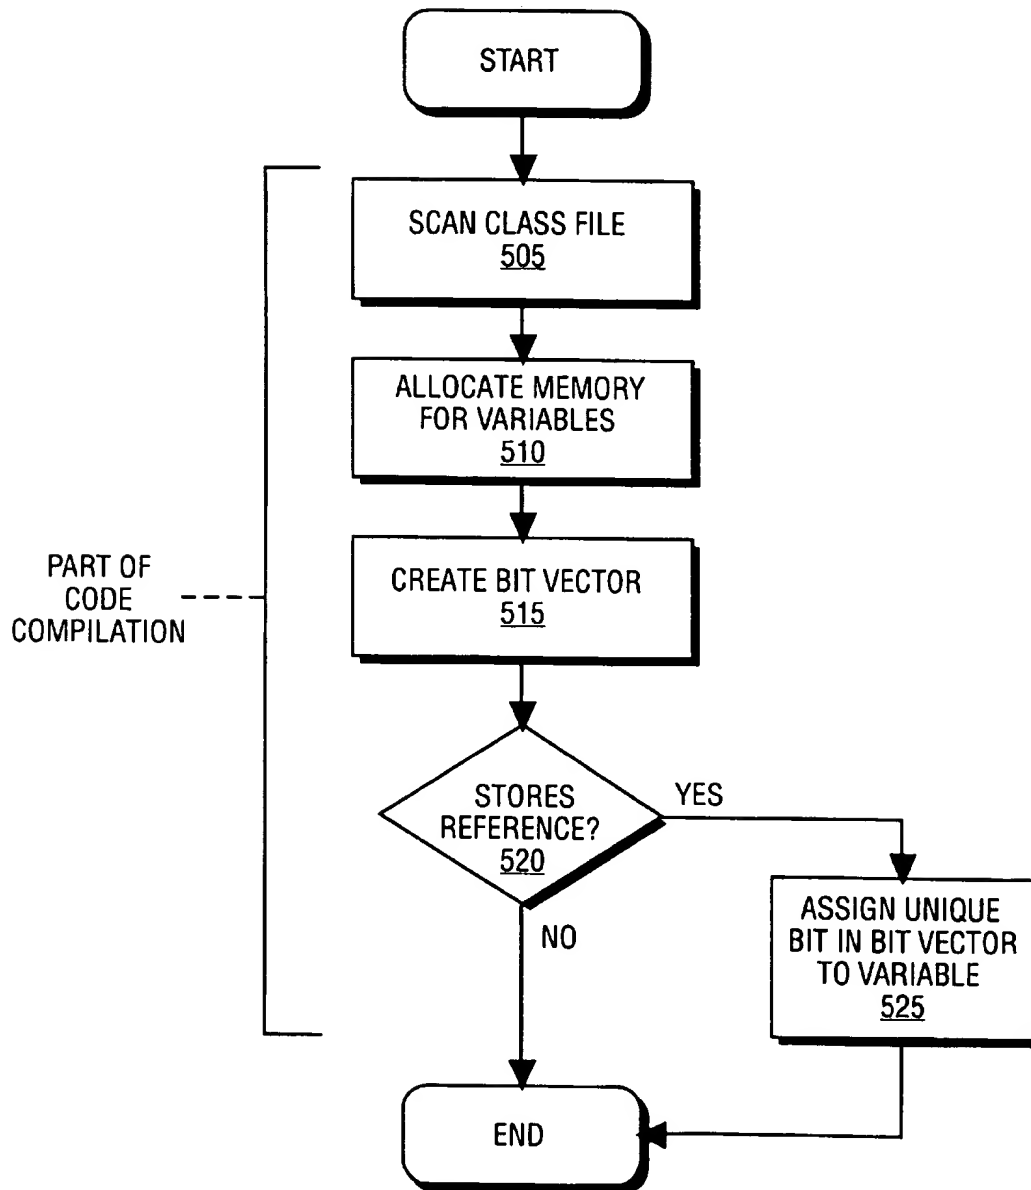 START
SCAN CLASS FILE
505
ALLOCATE MEMORY
FOR VARIABLES
510
CREATE BIT VECTOR
515
PART OF
CODE
COMPILATION
STORES
REFERENCE?
520
YES
NO
ASSIGN UNIQUE
BIT IN BIT VECTOR
TO VARIABLE
525
END